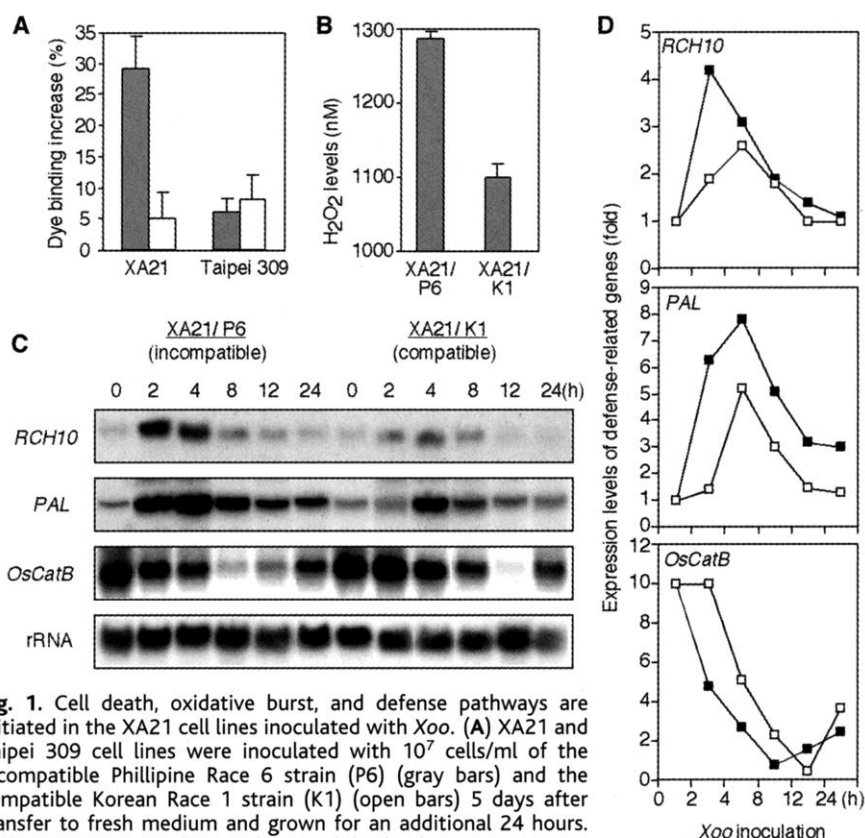 A
Dye binding increase (%)
35
30
25
20
15
10
5
0
XA21 Taipei 309
B
H2O2 levels (nM)
1300
1200
1100
1000
XA21/ XA21/
P6 K1
C
XA21/ P6 XA21/ K1
(incompatible) (compatible)
0 2 4 8 12 24 0 2 4 8 12 24(h)
RCH10
PAL
OsCatB
rRNA
D
Expression levels of defense-related genes (fold)
RCH10
5
4
3
2
1
0
PAL
9
8
7
6
5
4
3
2
1
0
OsCatB
12
10
8
6
4
2
0
0 2 4 8 12 24 (h)
Xoo inoculation
g. 1. Cell death, oxidative burst, and defense pathways are
itiated in the XA21 cell lines inoculated with Xoo. (A) XA21 and
aipei 309 cell lines were inoculated with 10⁷ cells/ml of the
compatible Phillipine Race 6 strain (P6) (gray bars) and the
mpatible Korean Race 1 strain (K1) (open bars) 5 days after
ansfer to fresh medium and grown for an additional 24 hours.